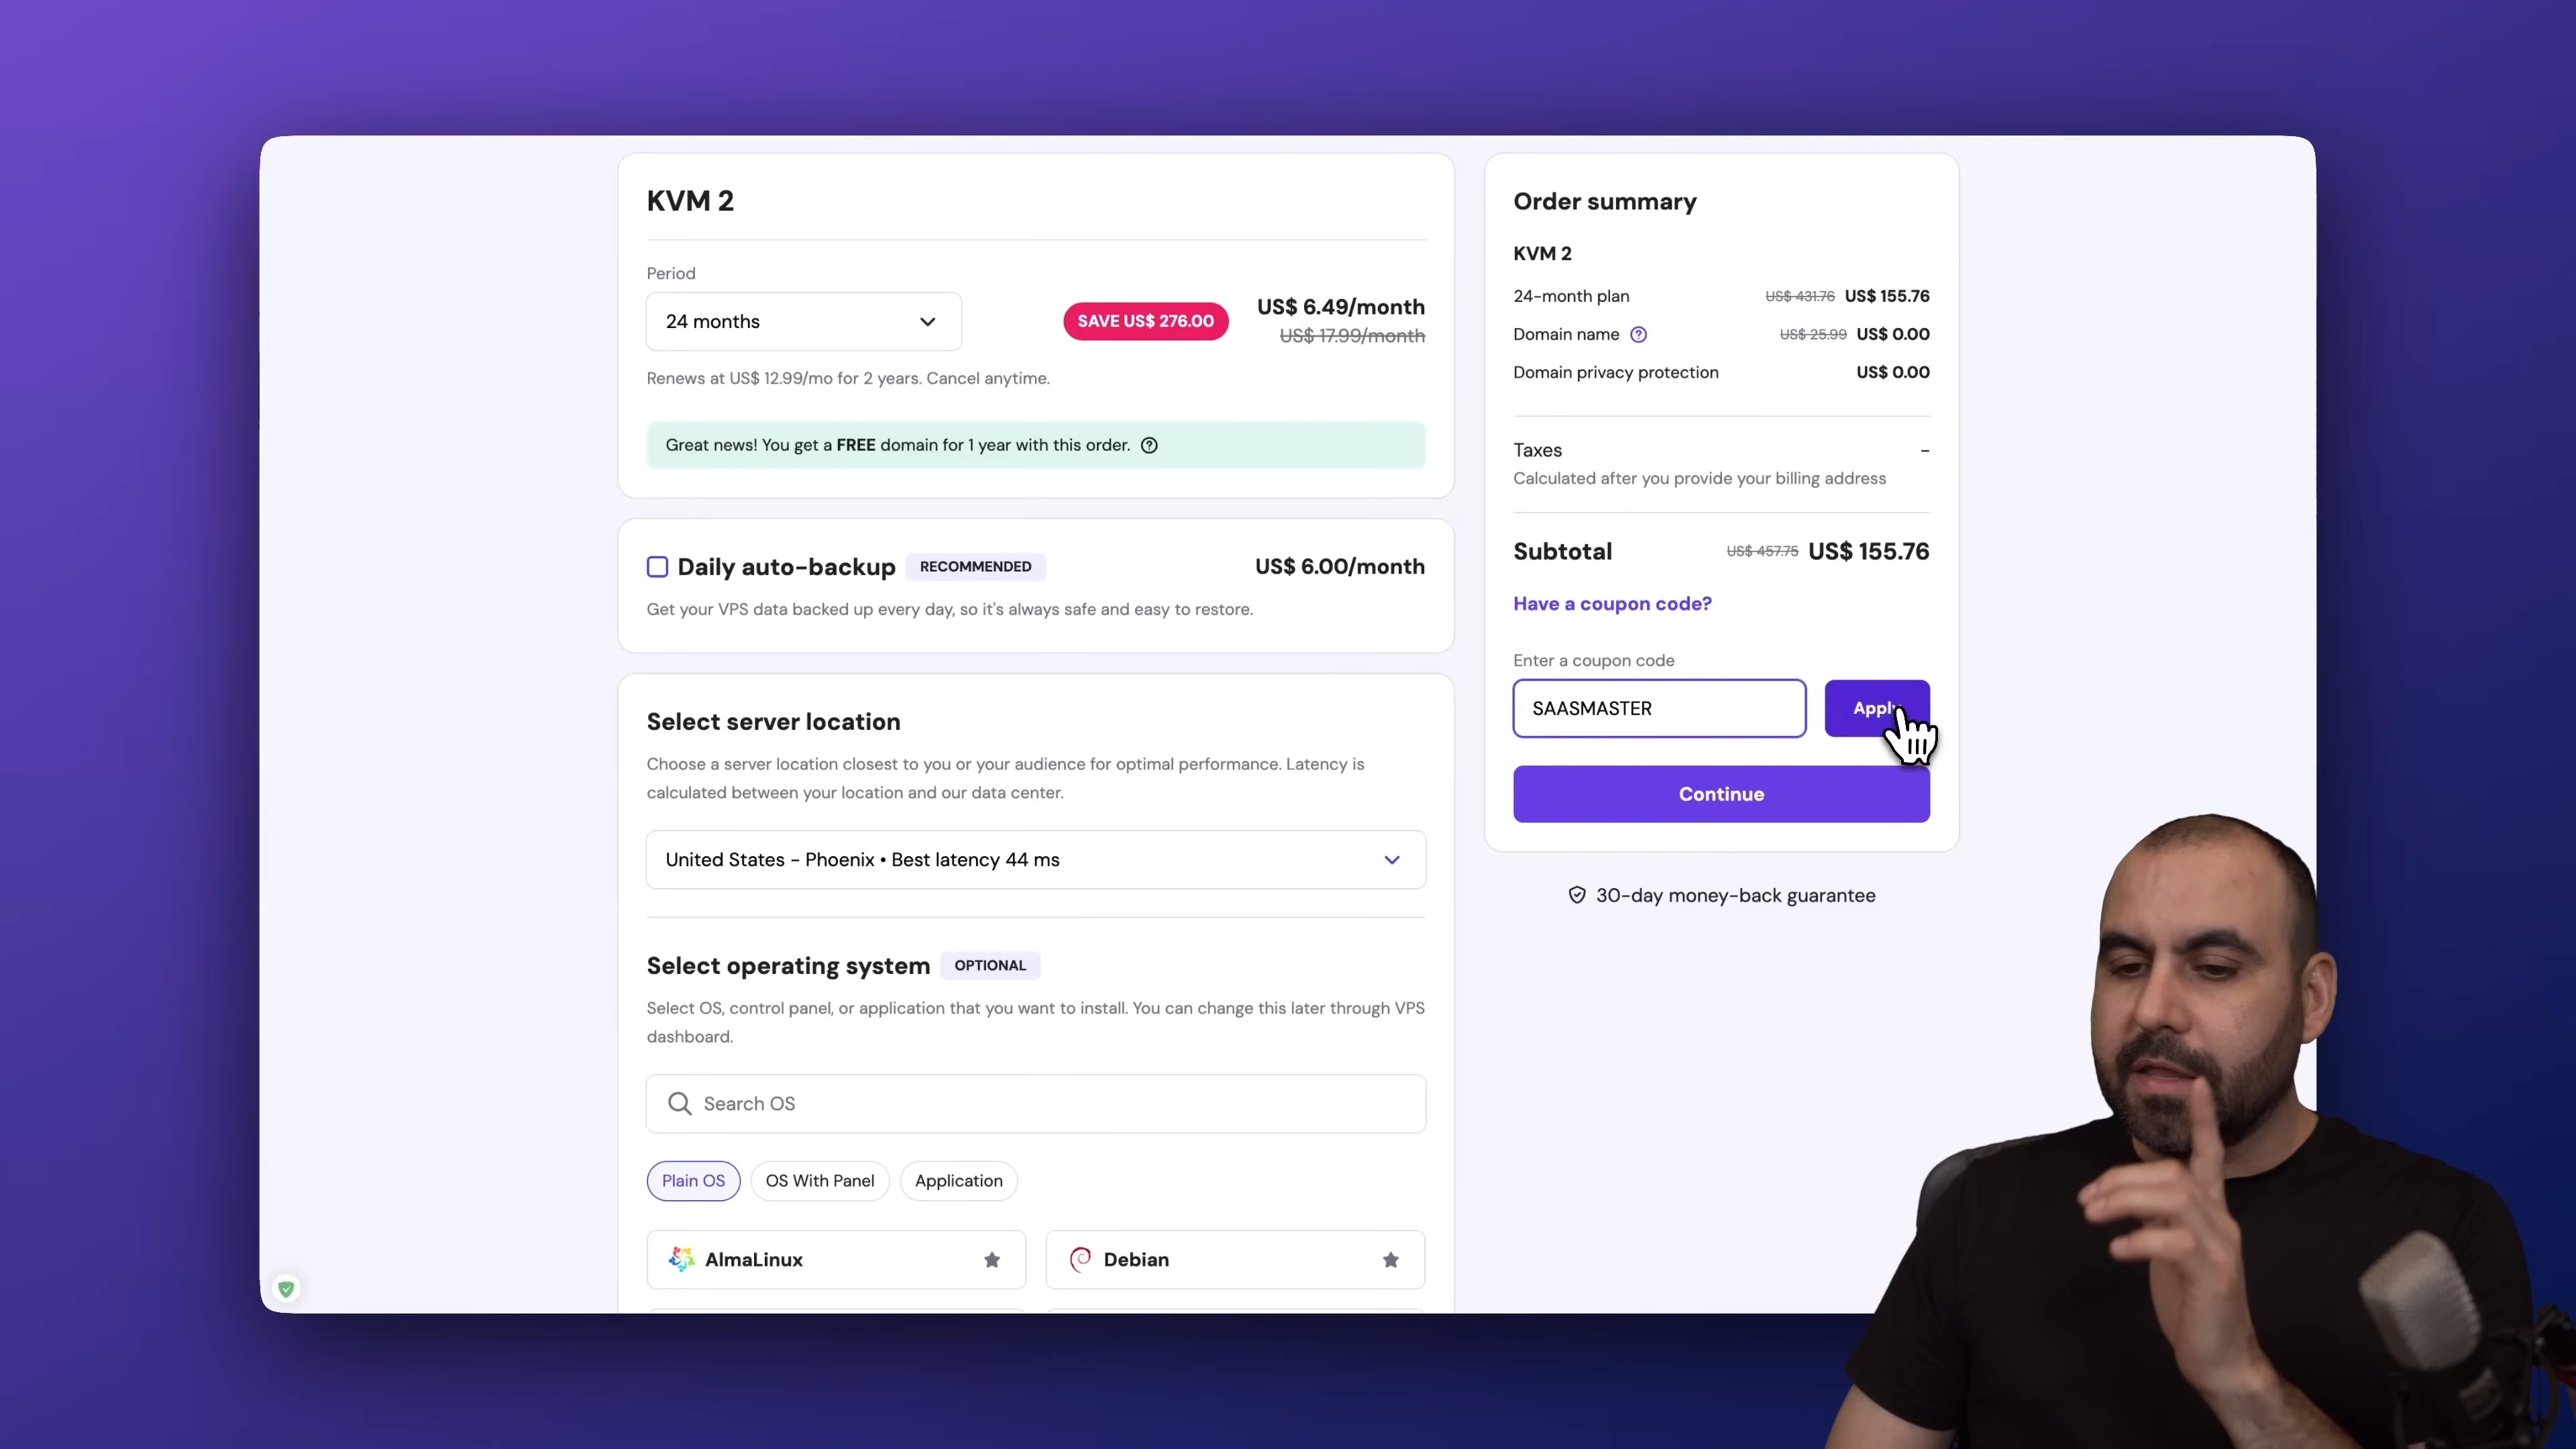 KVM 2
Period
24 months
SAVE US$ 276.00
US$ 6.49/month
US$ 17.99/month
Renews at US$ 12.99/mo for 2 years. Cancel anytime.
Great news! You get a FREE domain for 1 year with this order.
Daily auto-backup RECOMMENDED US$ 6.00/month
Get your VPS data backed up every day, so it's always safe and easy to restore.
Select server location
Choose a server location closest to you or your audience for optimal performance. Latency is
calculated between your location and our data center.
United States - Phoenix • Best latency 44 ms
Select operating system OPTIONAL
Select OS, control panel, or application that you want to install. You can change this later through VPS
dashboard.
Search OS
Plain OS OS With Panel Application
AlmaLinux Debian
Order summary
KVM 2
24-month plan US$ 431.76 US$ 155.76
Domain name US$ 25.99 US$ 0.00
Domain privacy protection US$ 0.00
Taxes -
Calculated after you provide your billing address
Subtotal US$ 457.75 US$ 155.76
Have a coupon code?
Enter a coupon code
SAASMASTER Apply
Continue
30-day money-back guarantee